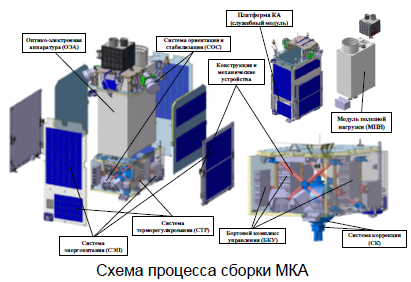 Оптико-электронная
аппаратура (ОЭА)
Система ориентации и
стабилизации (СОС)
Платформа КА
(служебный модуль)
Конструкция и
механические
устройства
Модуль полезной
нагрузки (МПН)
Система
энергопитания (СЭП)
Система
терморегулирования (СТР)
Бортовой комплекс
управления (БКУ)
Система коррекции
(СК)
Схема процесса сборки МКА